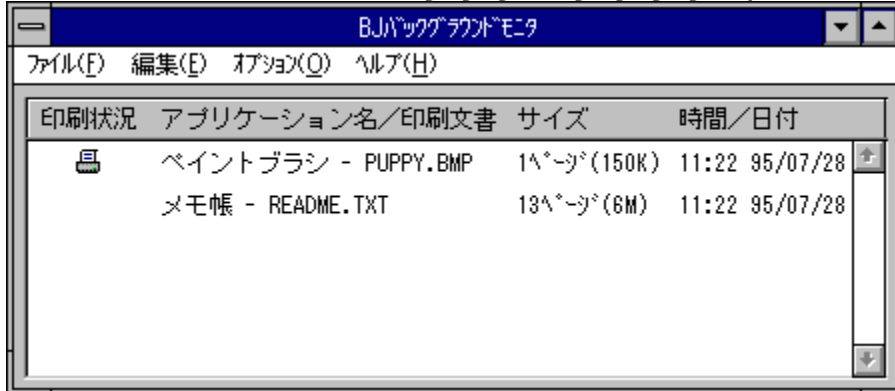 BJﾊﾞｯｸｸﾞﾗｳﾝﾄﾞﾓﾆﾀ
ﾌｧｲﾙ(F) 編集(E) ｵﾌﾟｼｮﾝ(O) ﾍﾙﾌﾟ(H)
印刷状況 アプリケーション名／印刷文書 サイズ 時間／日付
ペイントブラシ - PUPPY.BMP 1ﾍﾟｰｼﾞ(150K) 11:22 95/07/28
メモ帳 - README.TXT 13ﾍﾟｰｼﾞ(6M) 11:22 95/07/28